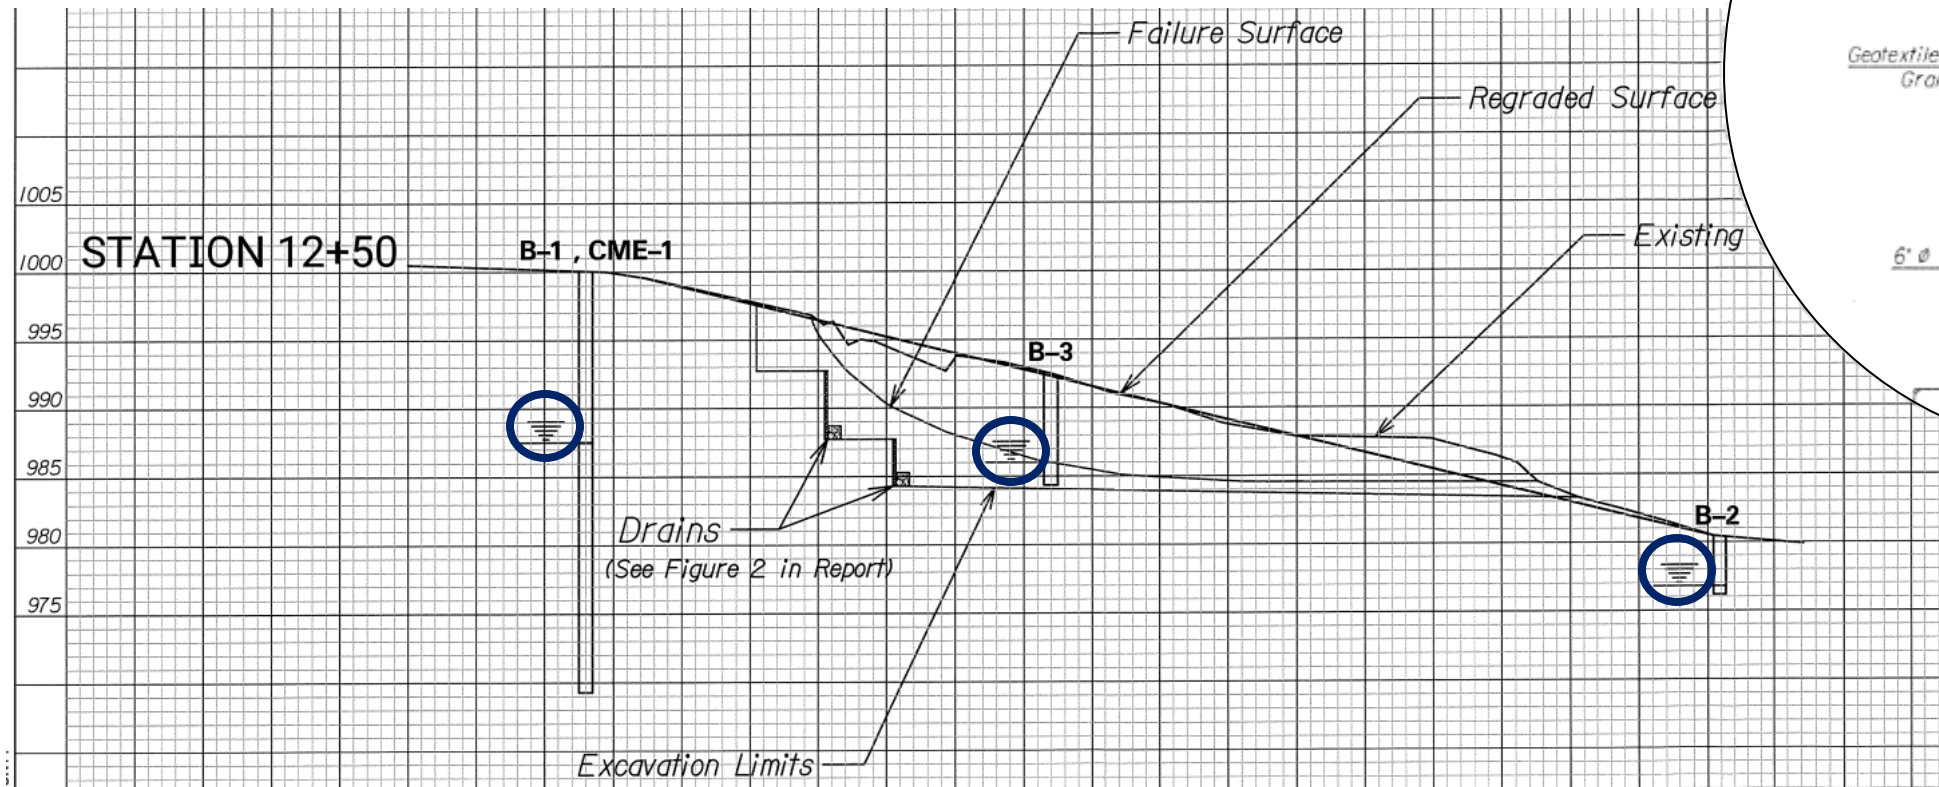 Failure Surface
Geotextile
Regraded Surface
1005
Existing
STATION 12+50
B-1 , CME-1
1000
6" ø
995
B-3
990
985
B-2
Drains
980
(See Figure 2 in Report)
975
Excavation Limits